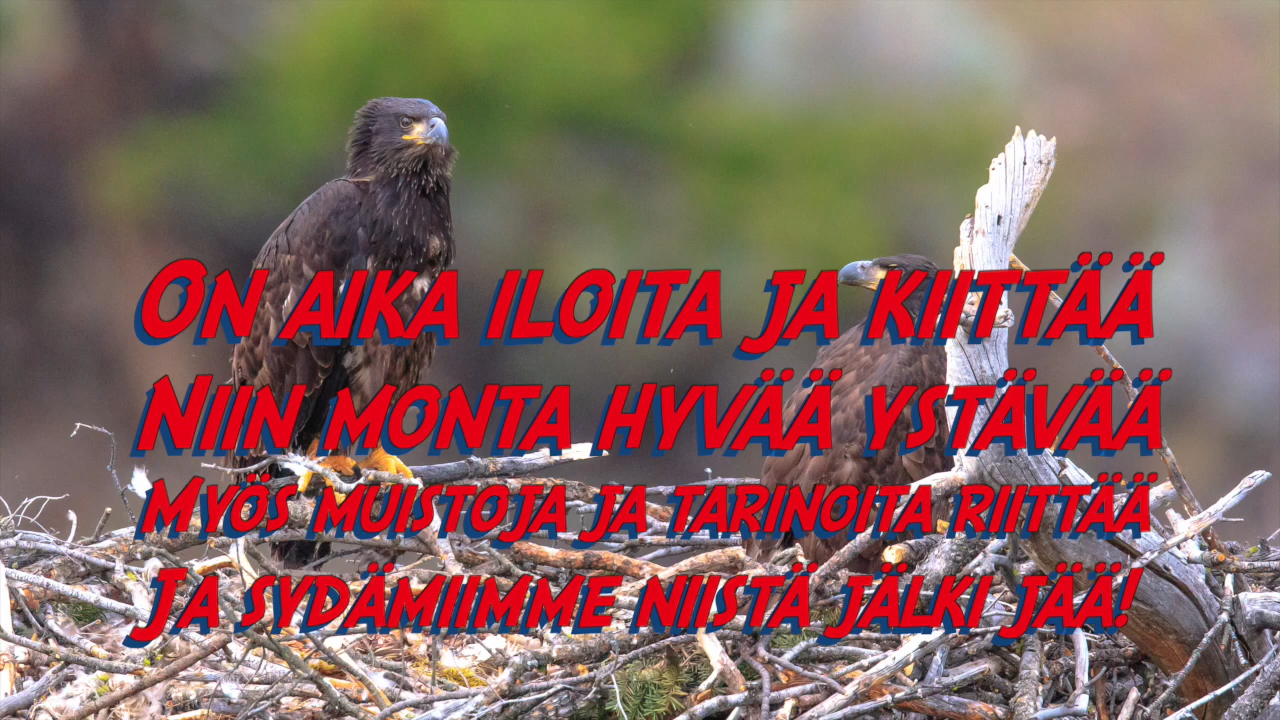 On aika iloita ja kiittää
Niin monta hyvää ystävää
Myös muistoja ja tarinoita riittää
Ja sydämiimme niistä jälki jää!